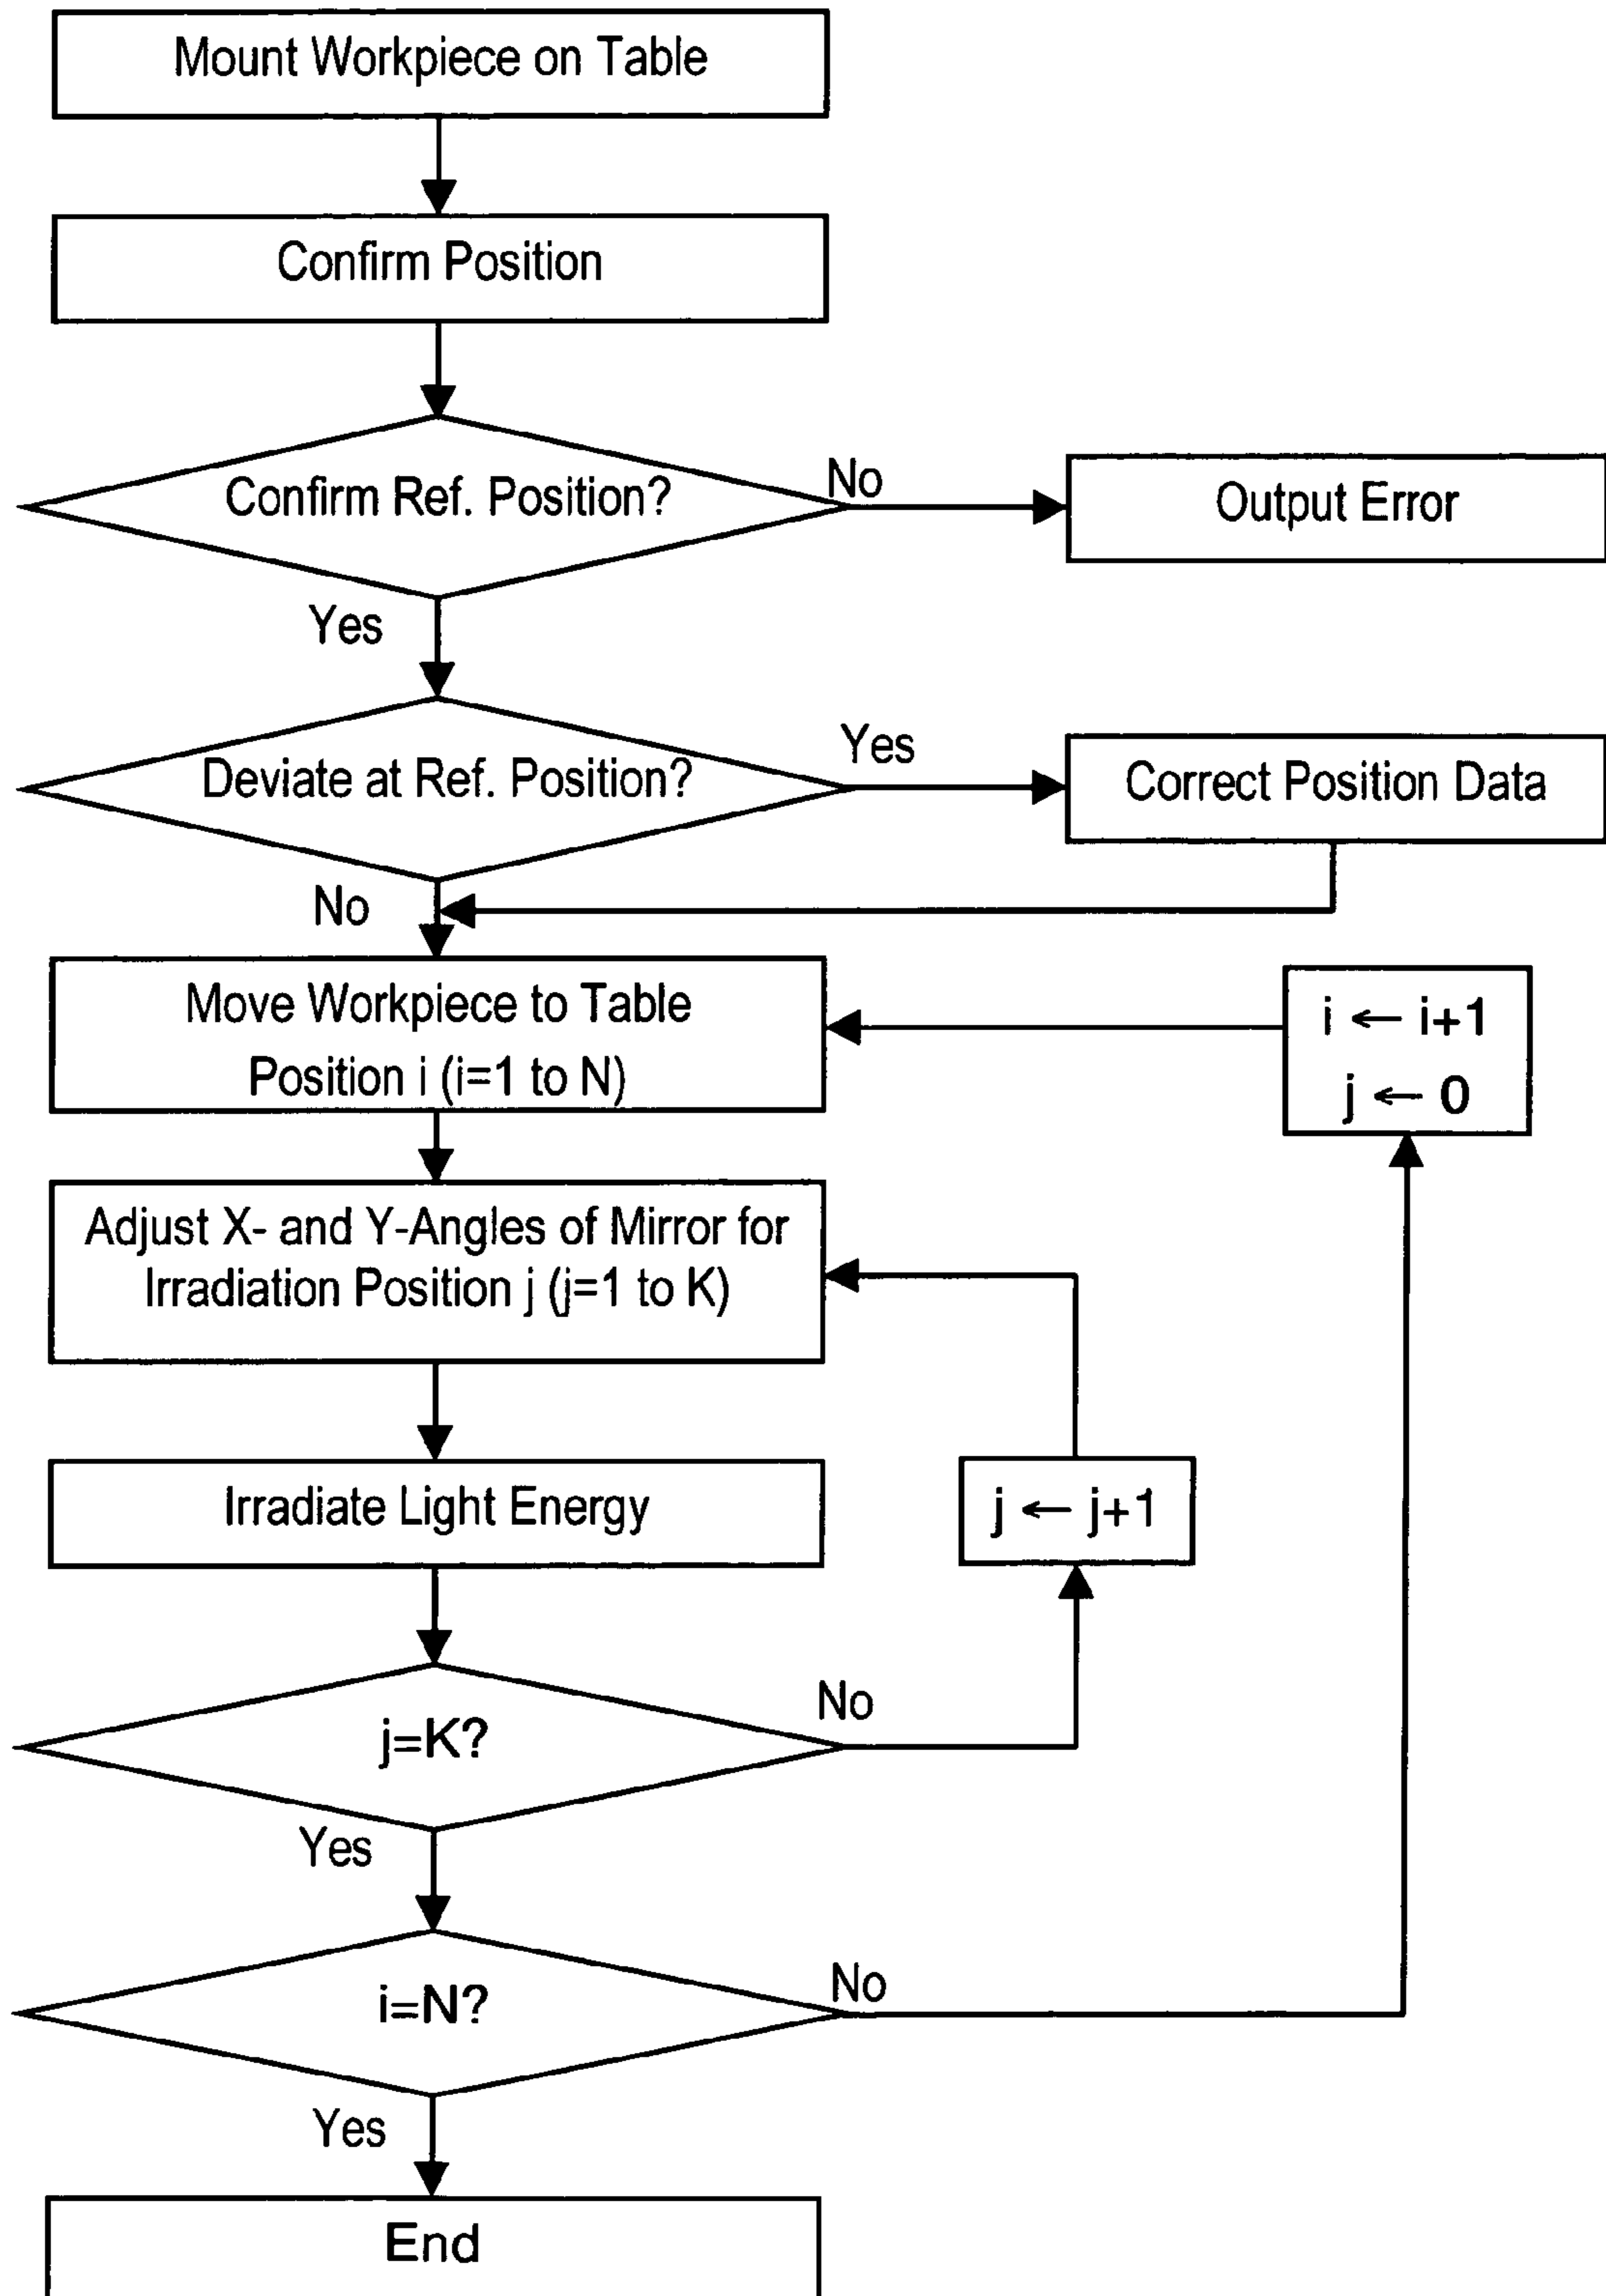 Mount Workpiece on Table
Confirm Position
Confirm Ref. Position?
No
Output Error
Yes
Deviate at Ref. Position?
Yes
Correct Position Data
No
Move Workpiece to Table
Position i (i=1 to N)
i ← i+1
j ← 0
Adjust X- and Y-Angles of Mirror for
Irradiation Position j (j=1 to K)
Irradiate Light Energy
j ← j+1
j=K?
No
Yes
i=N?
No
Yes
End